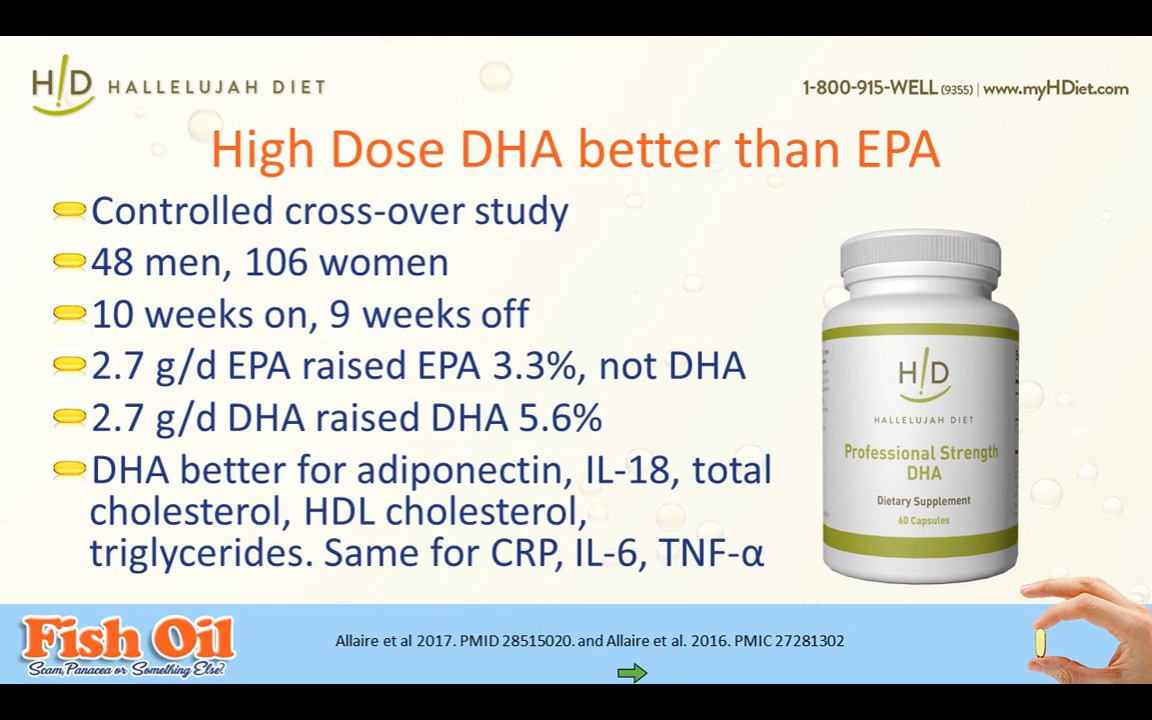 H!D HALLELUJAH DIET
1-800-915-WELL (9355) | www.myHDiet.com
High Dose DHA better than EPA
Controlled cross-over study
48 men, 106 women
10 weeks on, 9 weeks off
2.7 g/d EPA raised EPA 3.3%, not DHA
2.7 g/d DHA raised DHA 5.6%
DHA better for adiponectin, IL-18, total
cholesterol, HDL cholesterol,
triglycerides. Same for CRP, IL-6, TNF-α
H!D
HALLELUJAH DIET
Professional Strength
DHA
Dietary Supplement
60 Capsules
Fish Oil
Scam, Panacea or Something Else?
Allaire et al 2017. PMID 28515020. and Allaire et al. 2016. PMIC 27281302